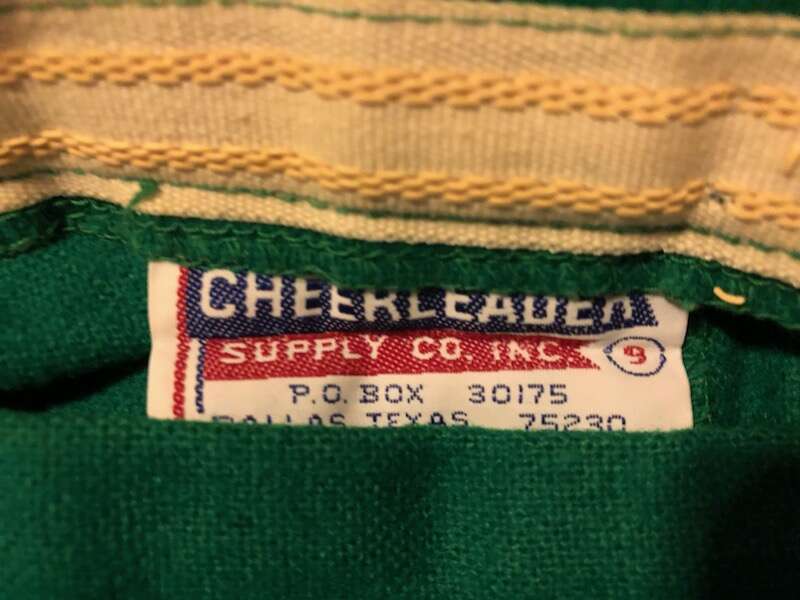 CHEERLEADER
SUPPLY CO. INC. 9
P.O. BOX 30175
DALLAS TEXAS 75230